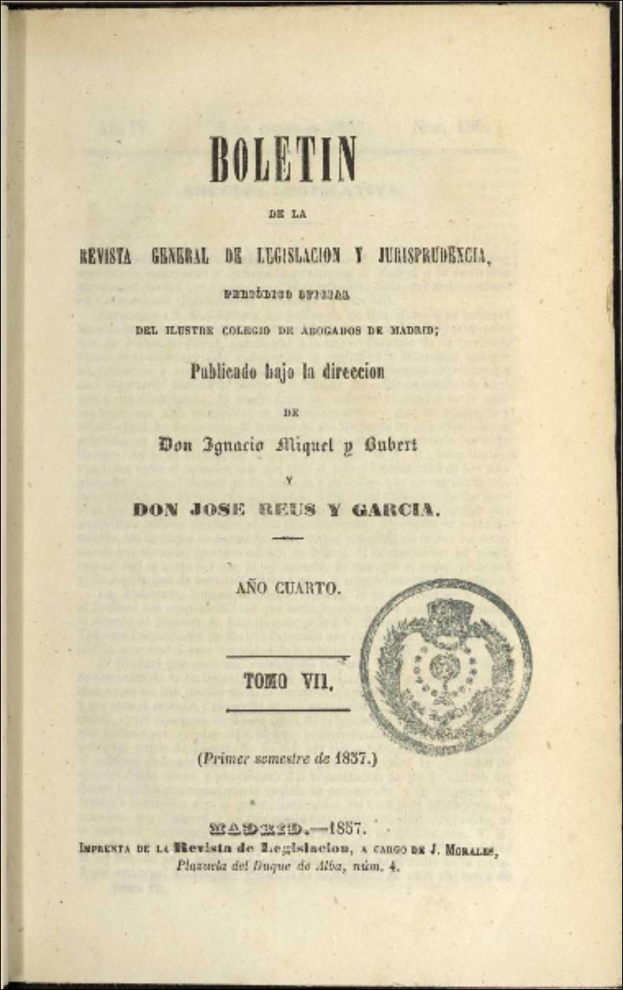 BOLETIN
DE LA
REVISTA GENERAL DE LEGISLACION Y JURISPRUDENCIA,
PERIÓDICO OFICIAL
DEL ILUSTRE COLEGIO DE ABOGADOS DE MADRID;
Publicado bajo la direccion
DE
Don Ignacio Miquel y Rubert
Y
DON JOSE REUS Y GARCIA.
AÑO CUARTO.
TOMO VII.
(Primer semestre de 1857.)
MADRID.—1857.
IMPRENTA DE LA Revista de Legislacion, A CARGO DE J. MORALES,
Plazuela del Duque de Alba, núm. 4.